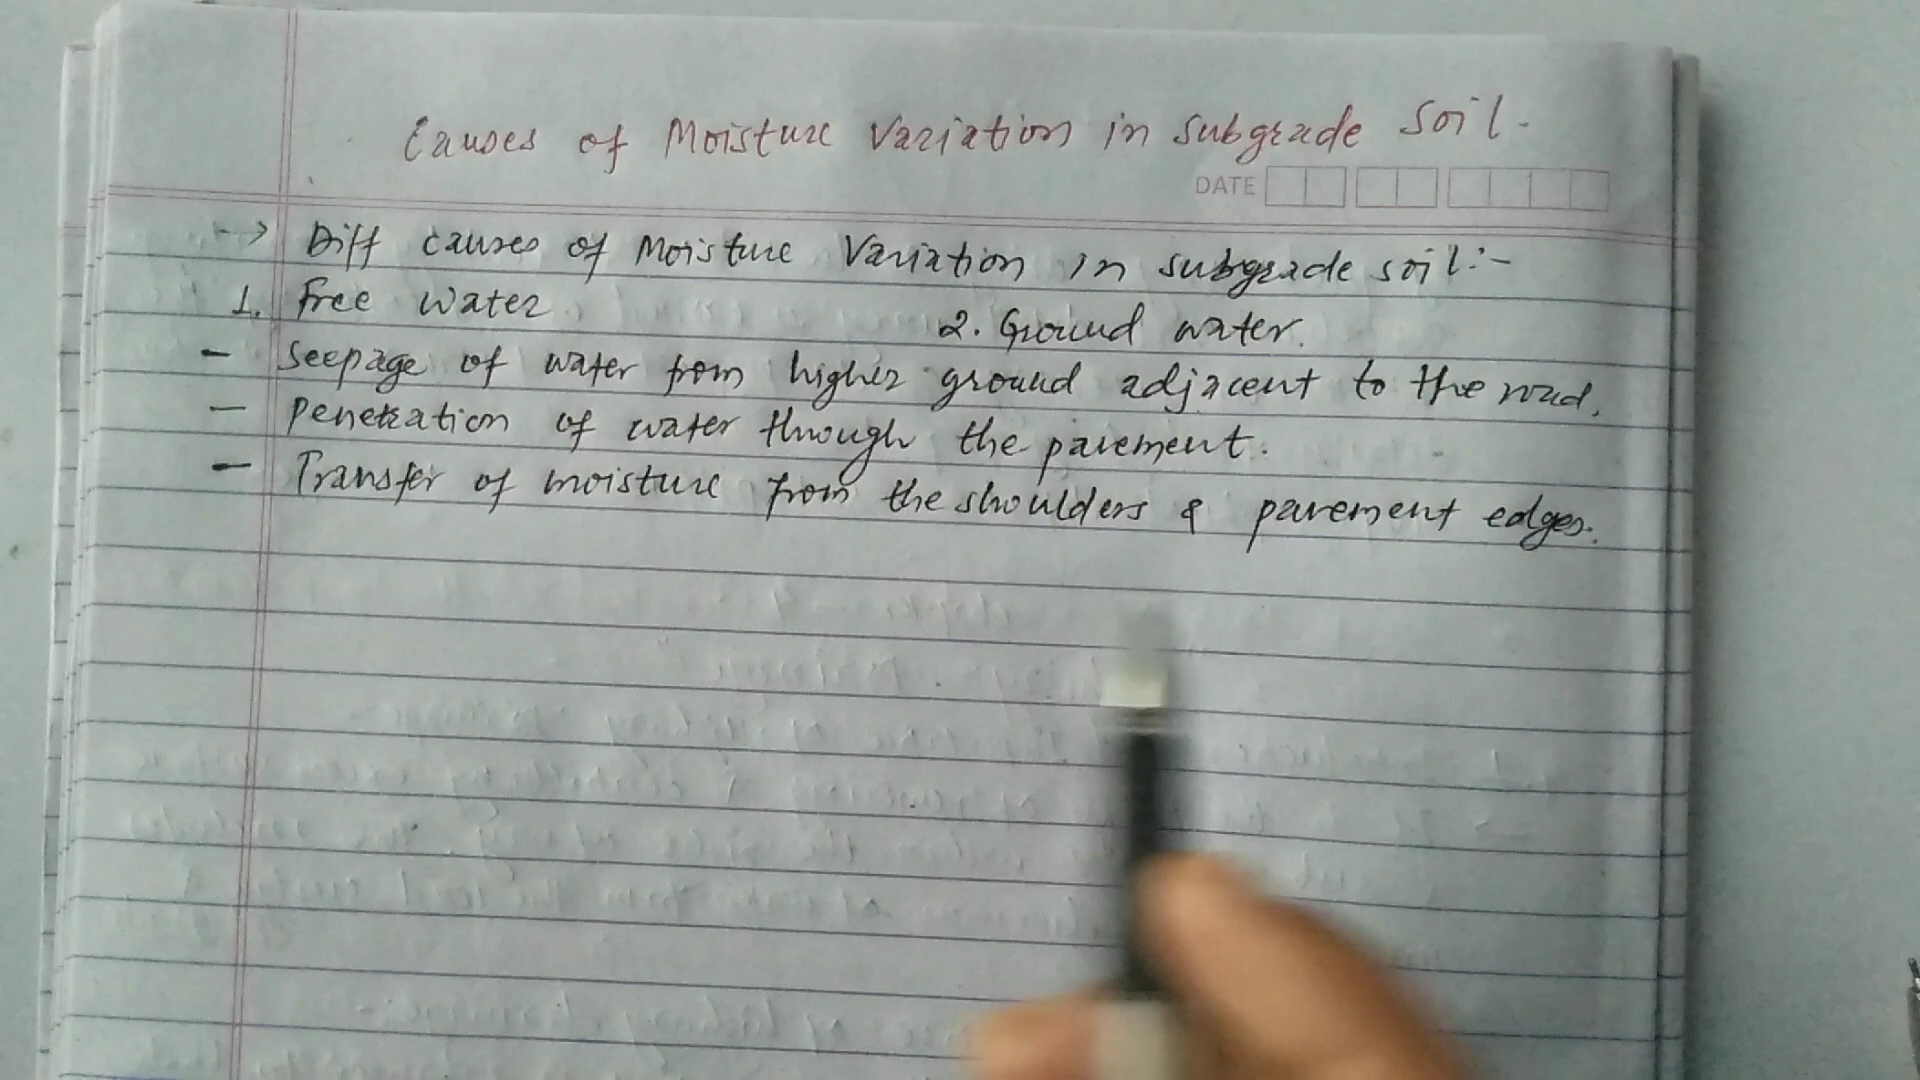 Causes of Moisture Variation in Subgrade Soil.
DATE
-> Diff causes of Moisture Variation in subgrade soil:-
1. Free water 2. Ground water.
- Seepage of water from higher ground adjacent to the road.
- penetration of water through the pavement.
- Transfer of moisture from the shoulders & pavement edges.